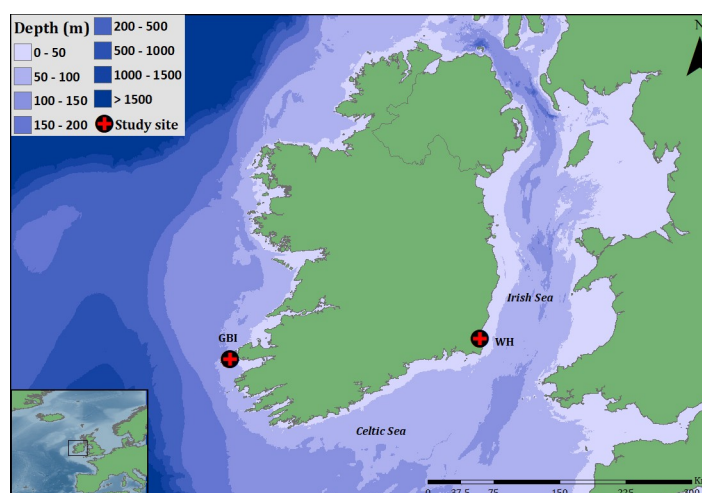 Depth (m)
0 - 50
50 - 100
100 - 150
150 - 200
200 - 500
500 - 1000
1000 - 1500
> 1500
Study site
N
Irish Sea
GBI
WH
Celtic Sea
0 37.5 75 150 225 300